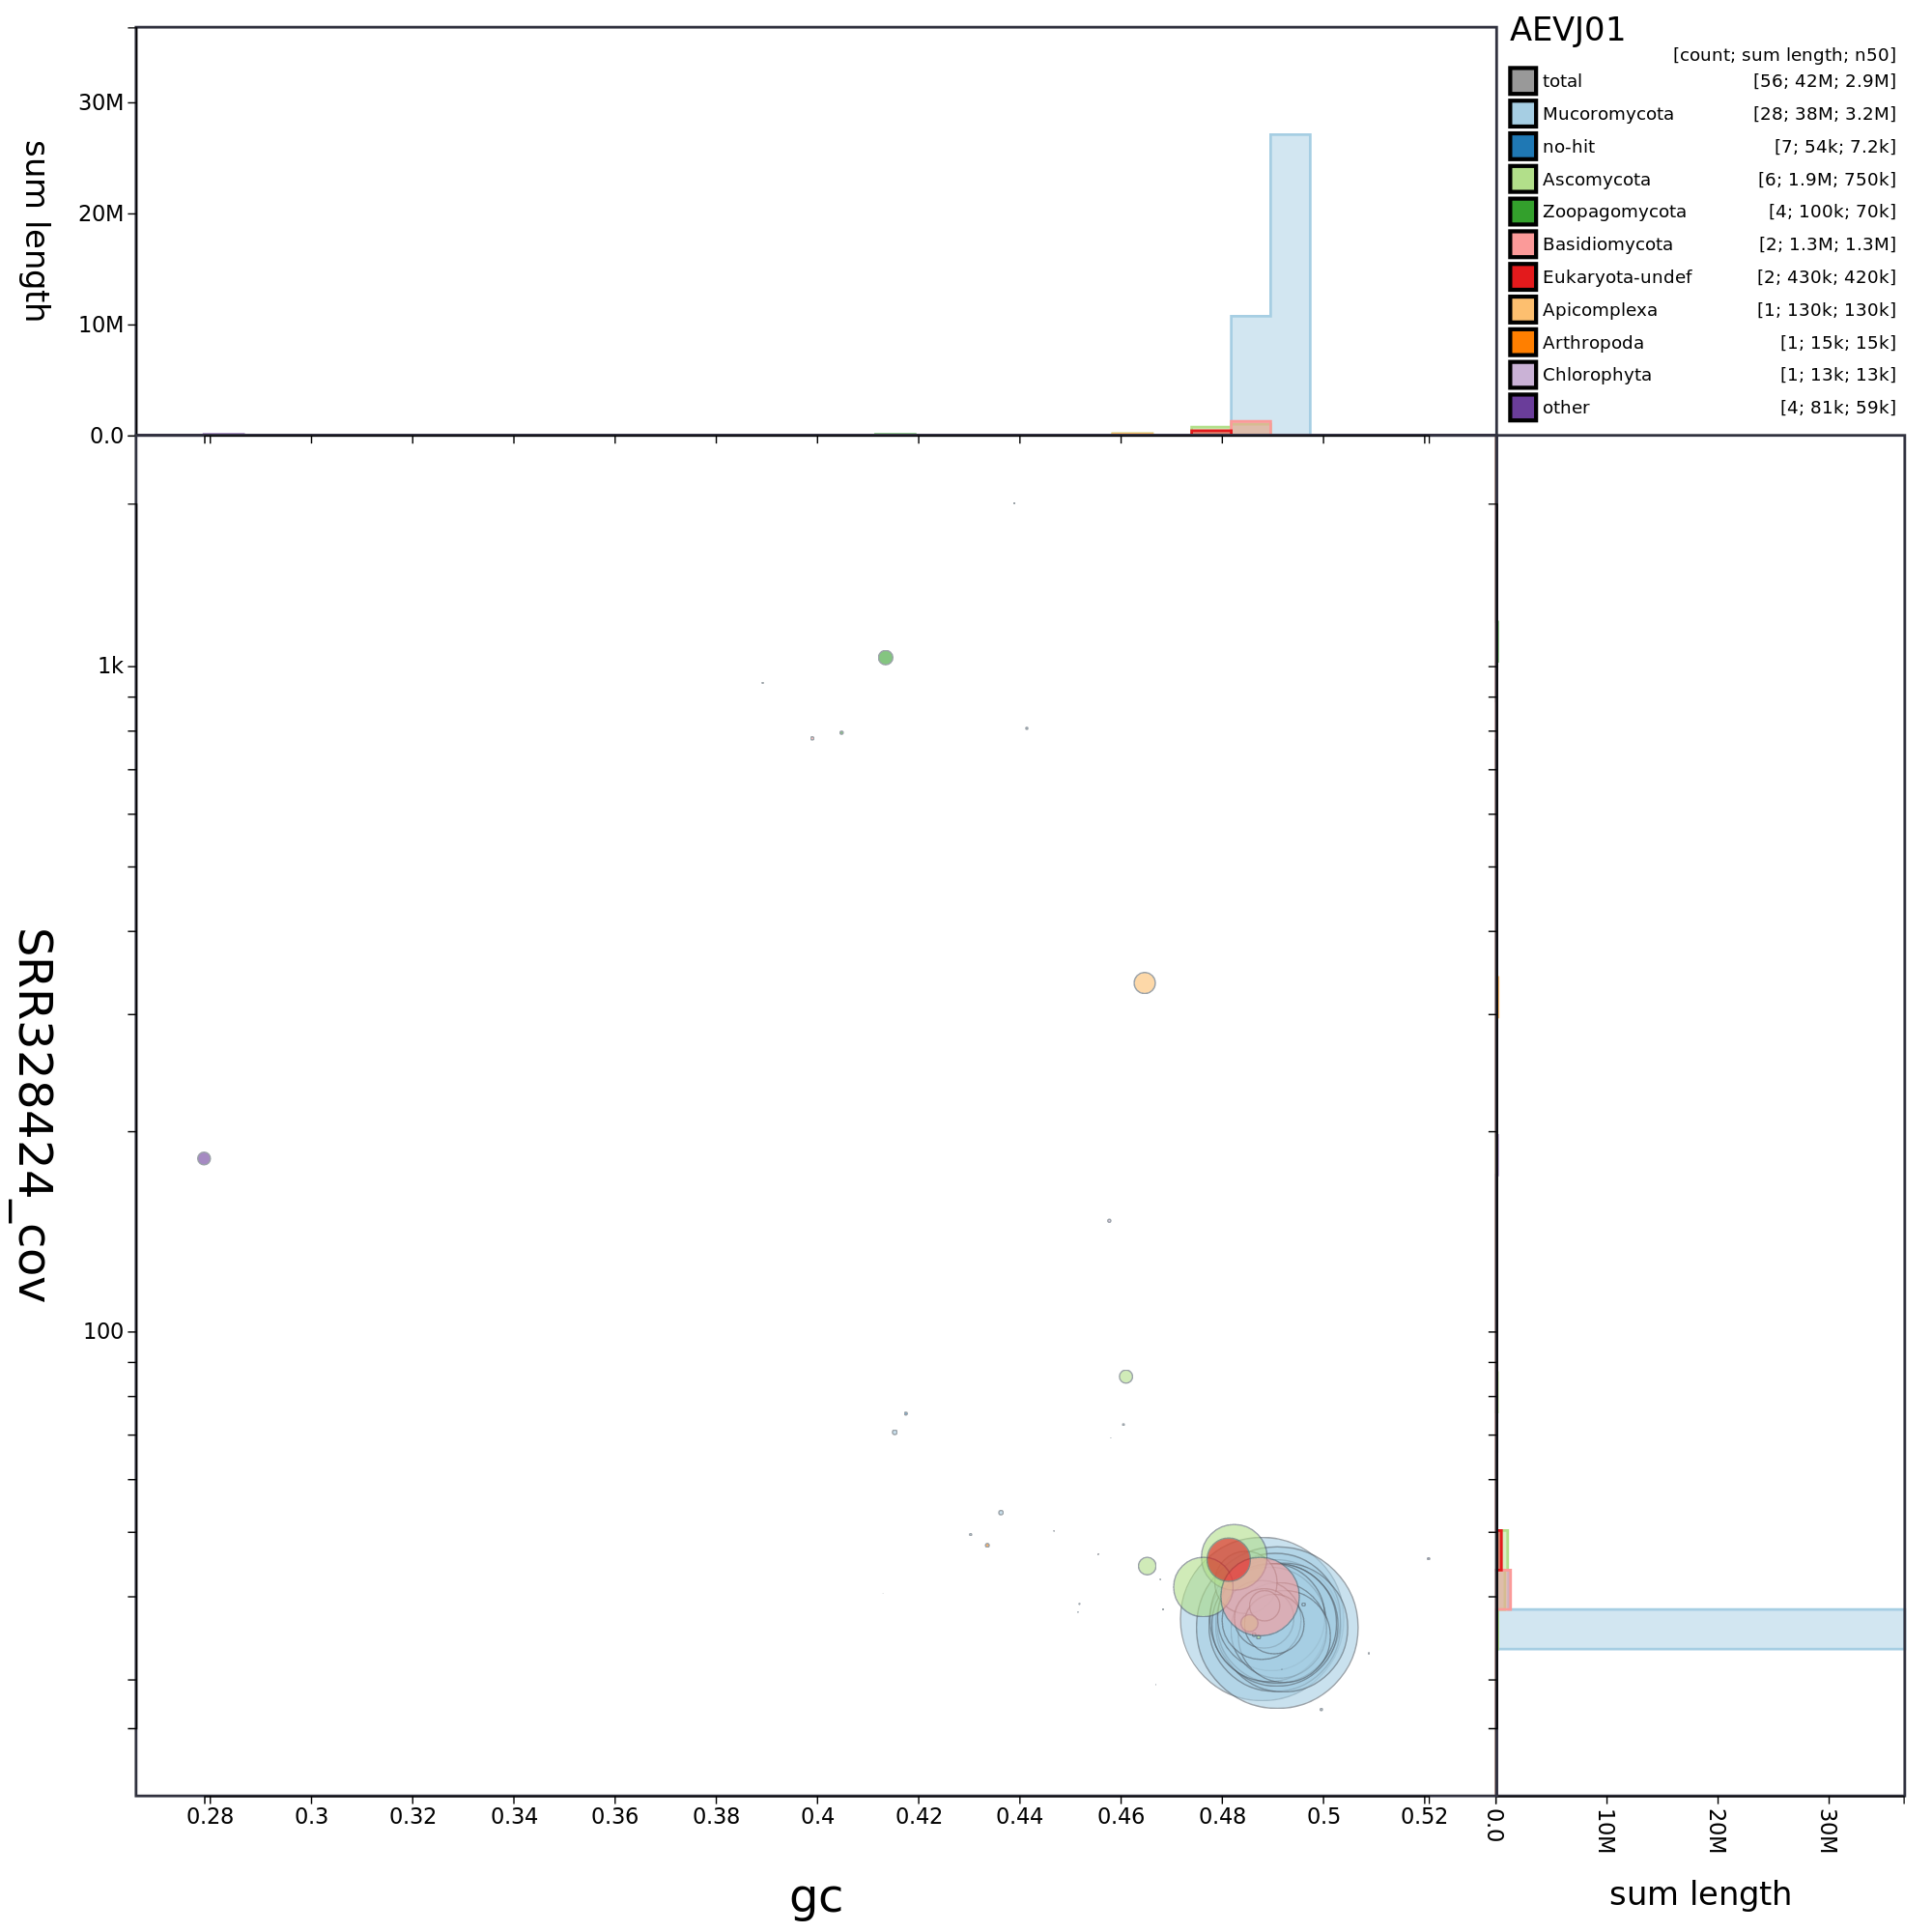 AEVJ01
[count; sum length; n50]
total [56; 42M; 2.9M]
Mucoromycota [28; 38M; 3.2M]
no-hit [7; 54k; 7.2k]
Ascomycota [6; 1.9M; 750k]
Zoopagomycota [4; 100k; 70k]
Basidiomycota [2; 1.3M; 1.3M]
Eukaryota-undef [2; 430k; 420k]
Apicomplexa [1; 130k; 130k]
Arthropoda [1; 15k; 15k]
Chlorophyta [1; 13k; 13k]
other [4; 81k; 59k]
sum length
30M
20M
10M
0.0
SRR328424_cov
1k
100
0.28 0.3 0.32 0.34 0.36 0.38 0.4 0.42 0.44 0.46 0.48 0.5 0.52
gc
0.0 10M 20M 30M
sum length